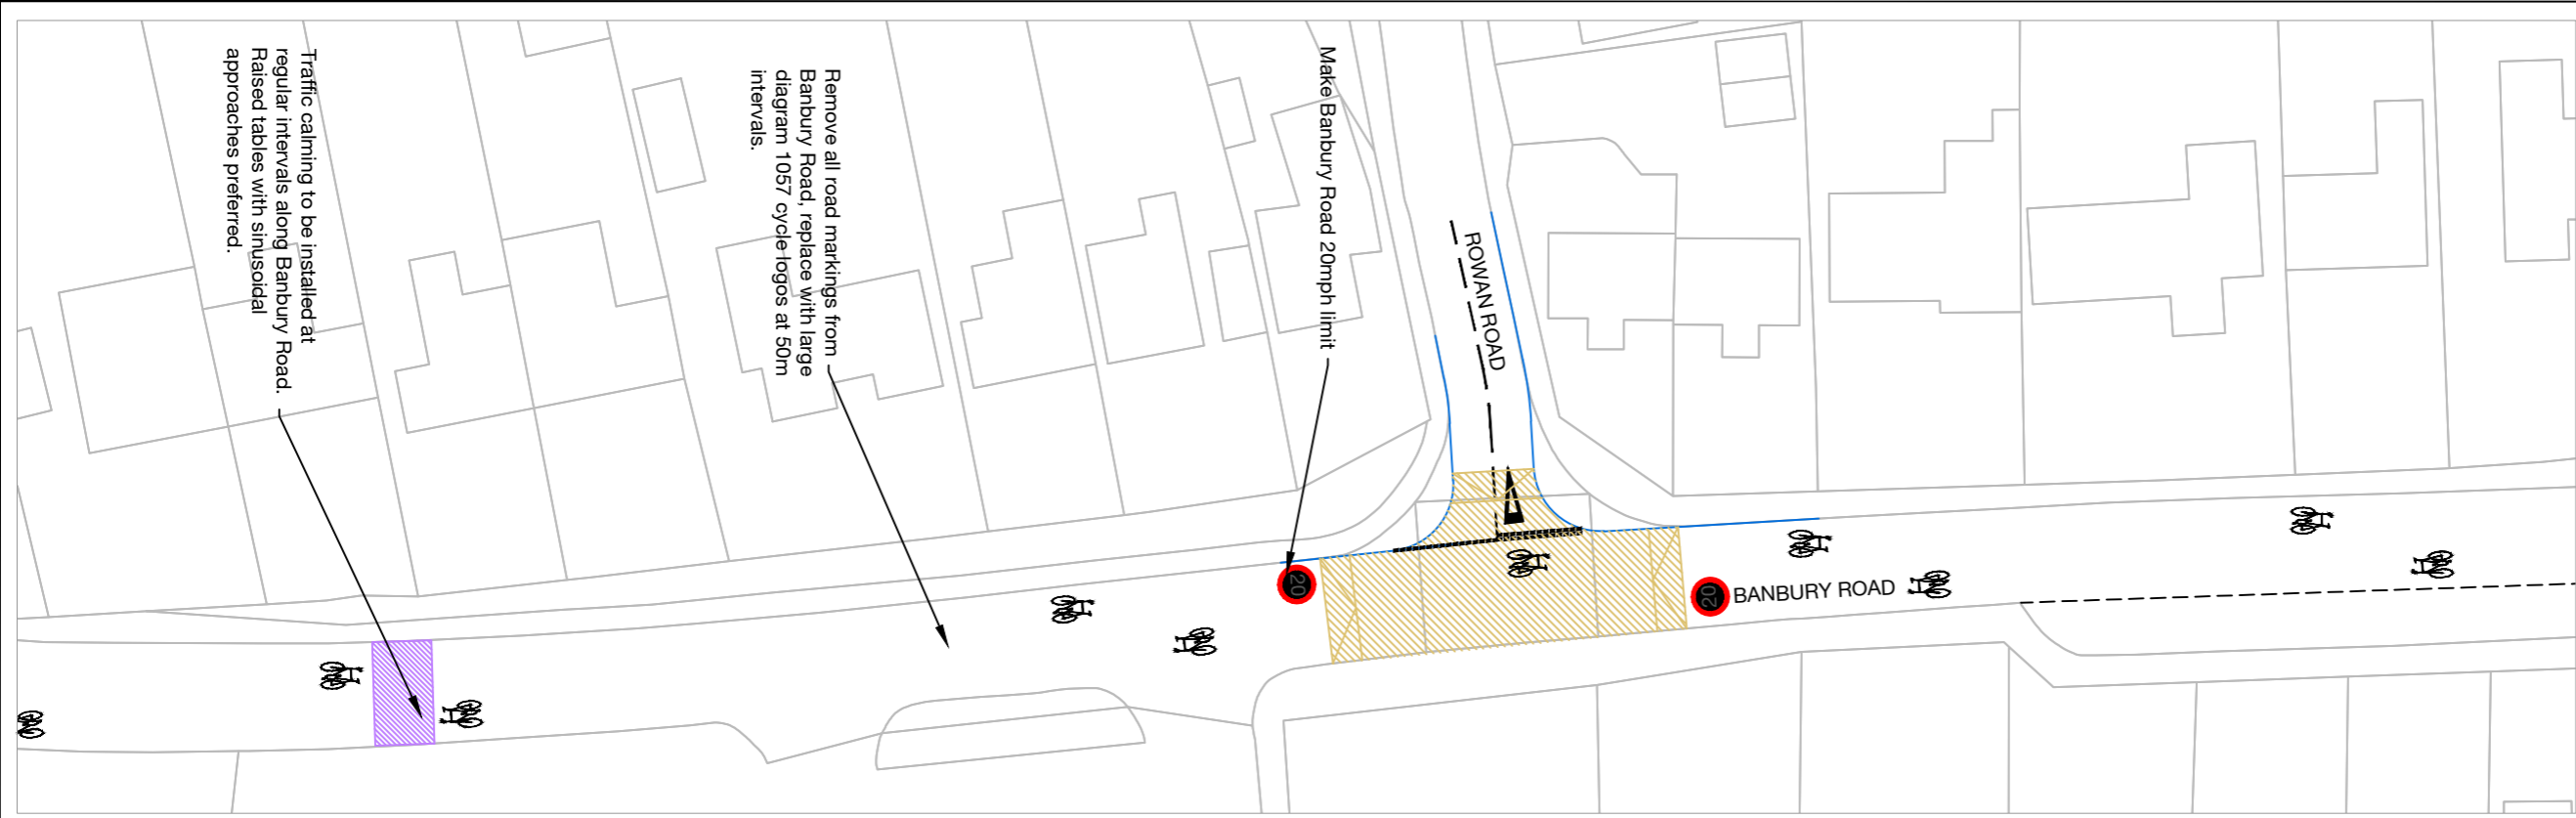 Traffic calming to be installed at
regular intervals along Banbury Road.
Raised tables with sinusoidal
approaches preferred.
Remove all road markings from
Banbury Road, replace with large
diagram 1057 cycle logos at 50m
intervals.
Make Banbury Road 20mph limit
ROWAN ROAD
20
20
BANBURY ROAD